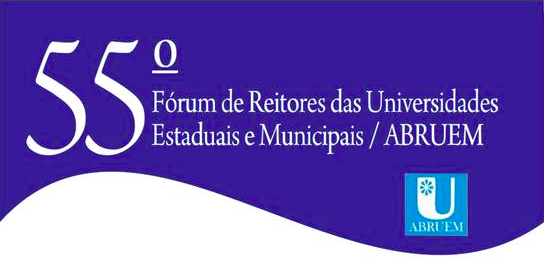 55º
Fórum de Reitores das Universidades
Estaduais e Municipais / ABRUEM
U
ABRUEM